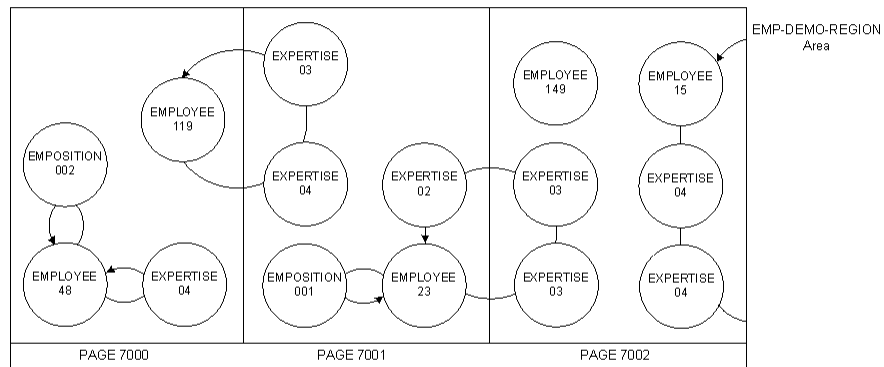 EMP-DEMO-REGION
Area
EMPOSITION
002
EMPLOYEE
119
EMPLOYEE
48
EXPERTISE
04
PAGE 7000
EXPERTISE
03
EXPERTISE
04
EXPERTISE
02
EMPOSITION
001
EMPLOYEE
23
PAGE 7001
EMPLOYEE
149
EMPLOYEE
15
EXPERTISE
03
EXPERTISE
04
EXPERTISE
03
EXPERTISE
04
PAGE 7002